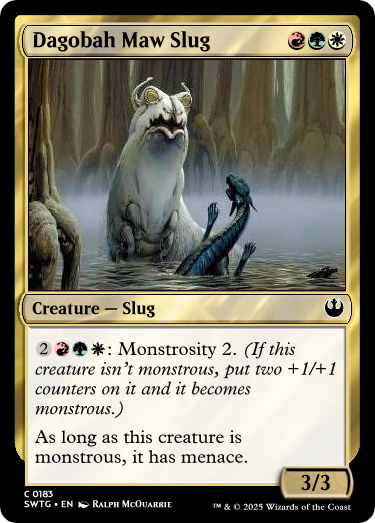 Dagobah Maw Slug
Creature — Slug
2: Monstrosity 2. (If this
creature isn't monstrous, put two +1/+1
counters on it and it becomes
monstrous.)
As long as this creature is
monstrous, it has menace.
3/3
C 0183
SWTG • EN Ralph McQuarrie
™ & © 2025 Wizards of the Coast